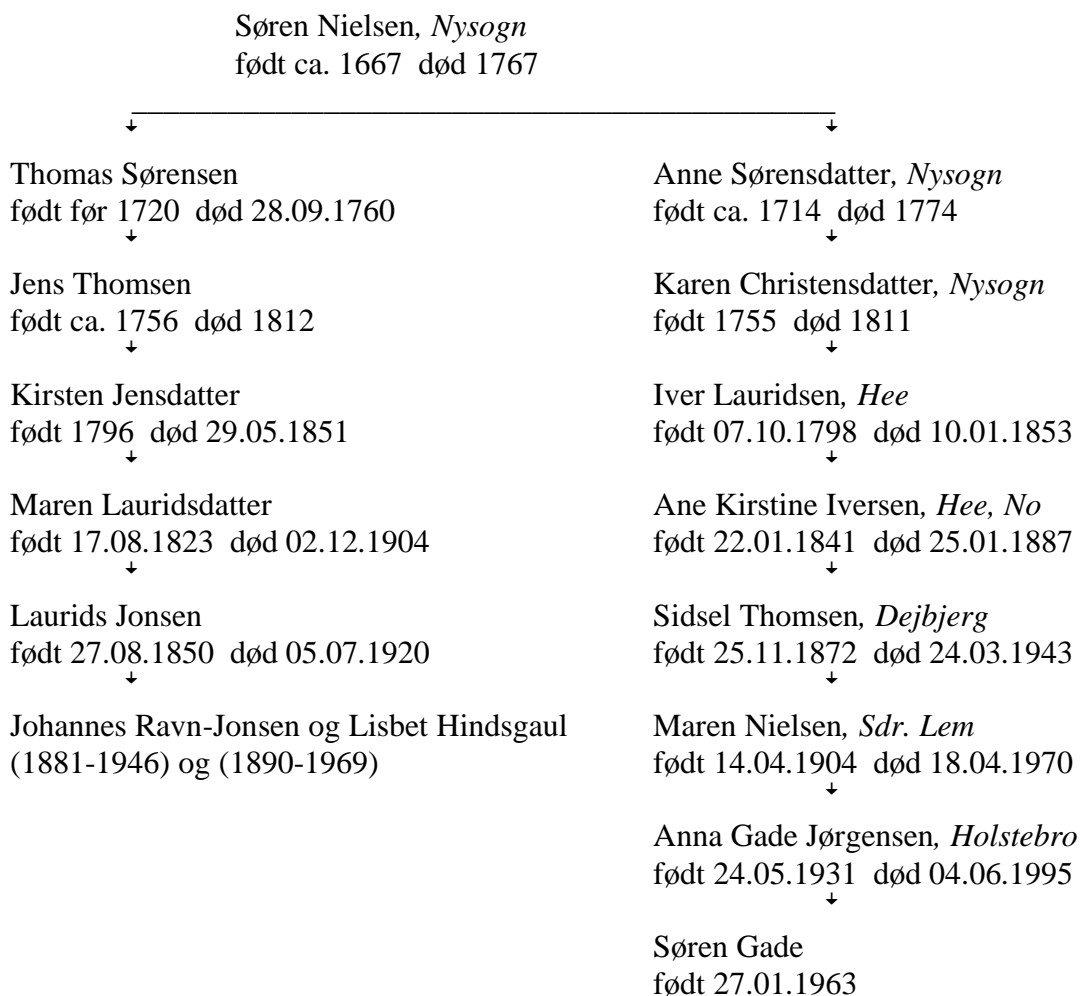 Søren Nielsen, Nysogn
født ca. 1667 død 1767
Thomas Sørensen
født før 1720 død 28.09.1760
Jens Thomsen
født ca. 1756 død 1812
Kirsten Jensdatter
født 1796 død 29.05.1851
Maren Lauridsdatter
født 17.08.1823 død 02.12.1904
Laurids Jonsen
født 27.08.1850 død 05.07.1920
Johannes Ravn-Jonsen og Lisbet Hindsgaul
(1881-1946) og (1890-1969)
Anne Sørensdatter, Nysogn
født ca. 1714 død 1774
Karen Christensdatter, Nysogn
født 1755 død 1811
Iver Lauridsen, Hee
født 07.10.1798 død 10.01.1853
Ane Kirstine Iversen, Hee, No
født 22.01.1841 død 25.01.1887
Sidsel Thomsen, Dejbjerg
født 25.11.1872 død 24.03.1943
Maren Nielsen, Sdr. Lem
født 14.04.1904 død 18.04.1970
Anna Gade Jørgensen, Holstebro
født 24.05.1931 død 04.06.1995
Søren Gade
født 27.01.1963